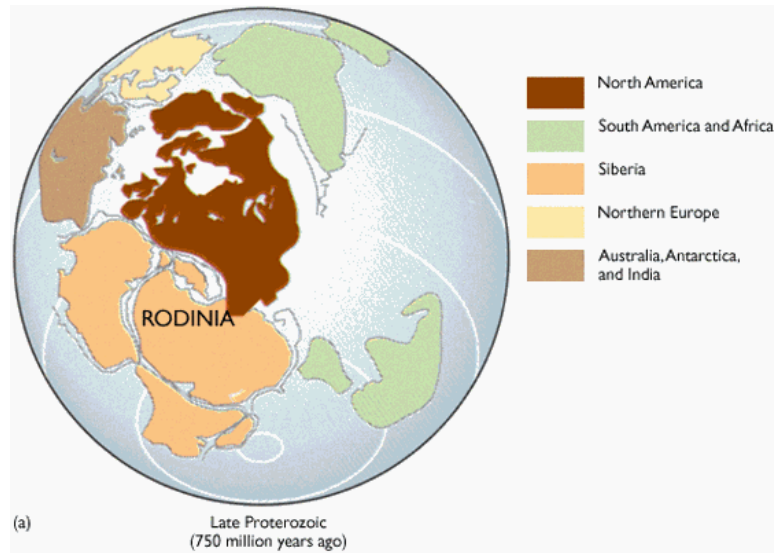 North America
South America and Africa
Siberia
Northern Europe
Australia, Antarctica,
and India
RODINIA
(a)
Late Proterozoic
(750 million years ago)